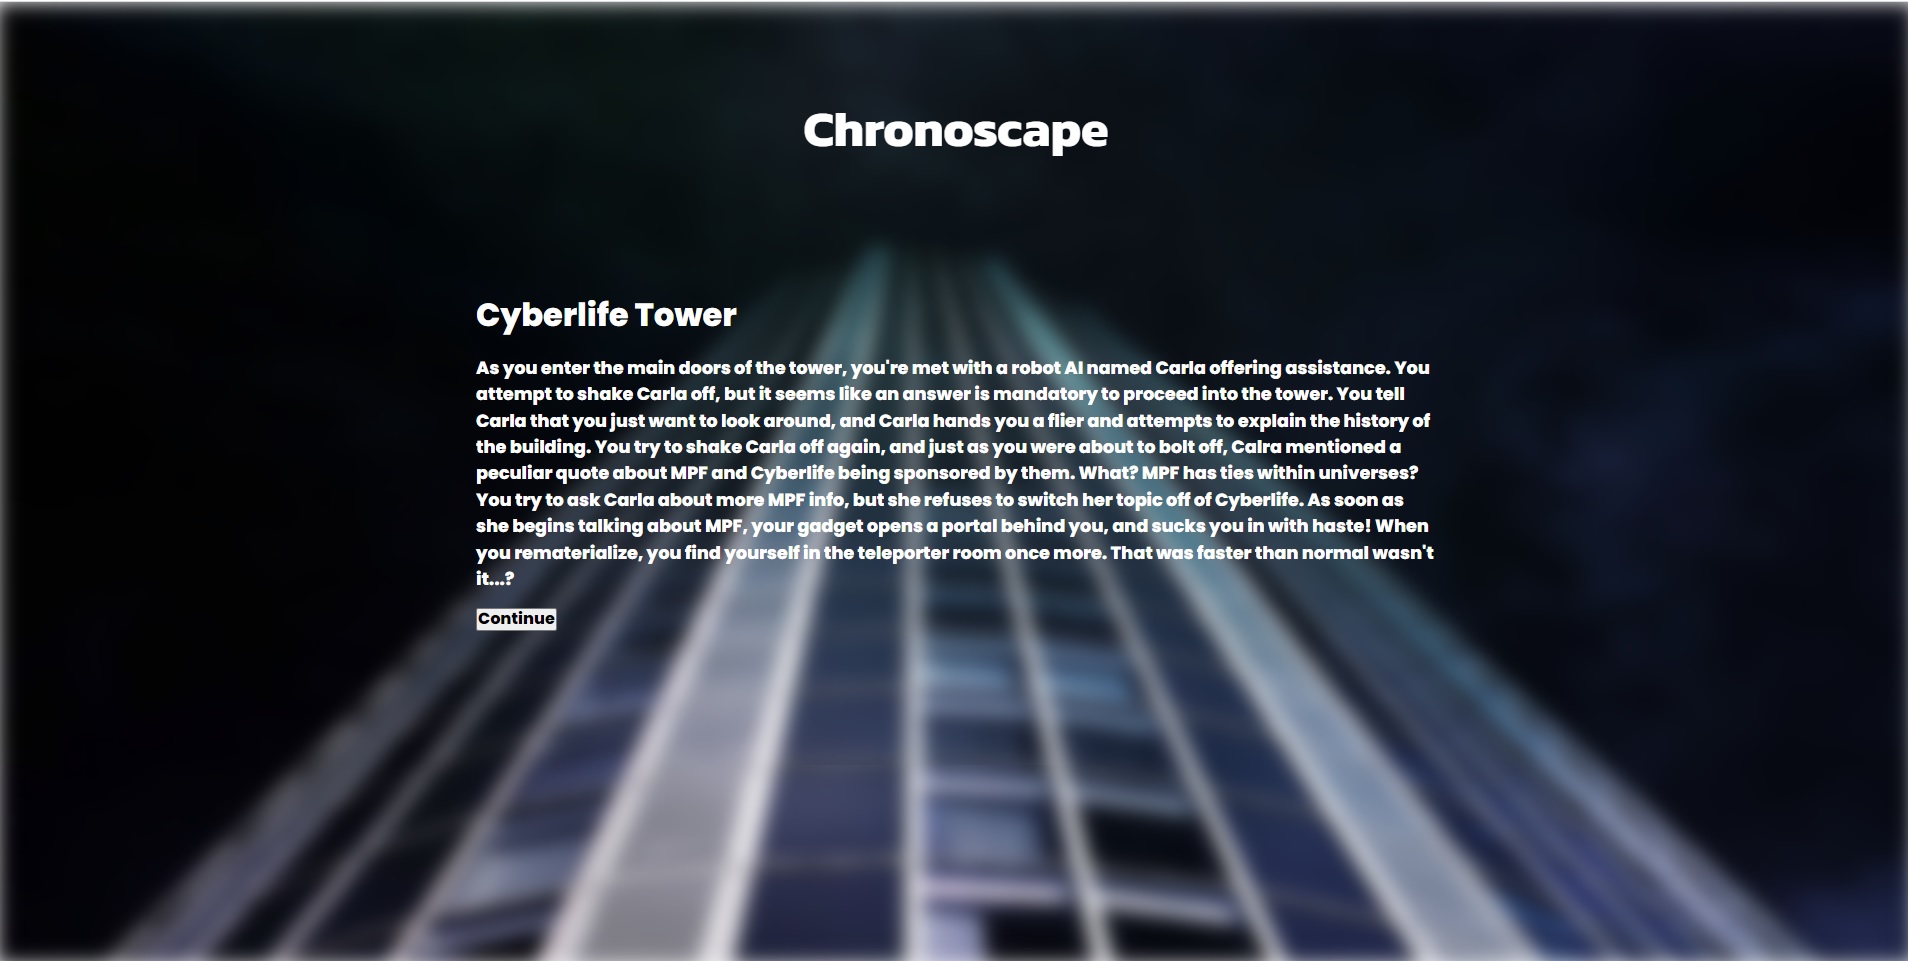 Chronoscape
Cyberlife Tower
As you enter the main doors of the tower, you're met with a robot AI named Carla offering assistance. You
attempt to shake Carla off, but it seems like an answer is mandatory to proceed into the tower. You tell
Carla that you just want to look around, and Carla hands you a flier and attempts to explain the history of
the building. You try to shake Carla off again, and just as you were about to bolt off, Calra mentioned a
peculiar quote about MPF and Cyberlife being sponsored by them. What? MPF has ties within universes?
You try to ask Carla about more MPF info, but she refuses to switch her topic off of Cyberlife. As soon as
she begins talking about MPF, your gadget opens a portal behind you, and sucks you in with haste! When
you rematerialize, you find yourself in the teleporter room once more. That was faster than normal wasn't
it...?
Continue